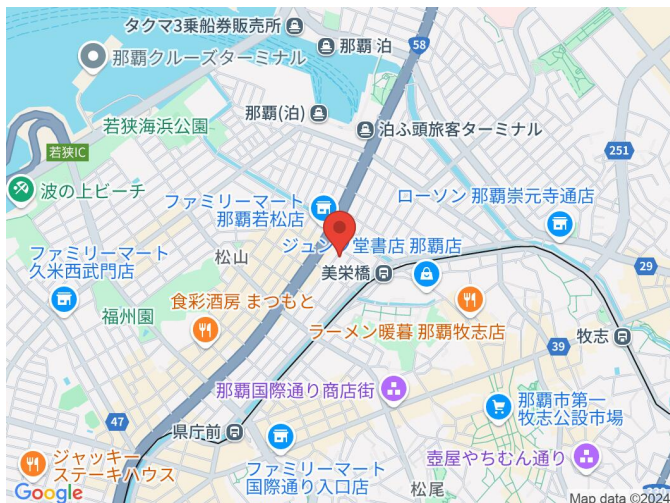 タクマ3乗船券販売所
那覇 泊
58
那覇クルーズターミナル
那覇(泊)
若狭海浜公園
泊ふ頭旅客ターミナル
若狭IC
251
波の上ビーチ
ファミリーマート
那覇若松店
ローソン 那覇崇元寺通店
ジュン
堂書店 那覇店
ファミリーマート
久米西武門店
松山
美栄橋
29
福州園
食彩酒房 まつもと
ラーメン暖暮 那覇牧志店
牧志
39
那覇国際通り商店街
那覇市第一
牧志公設市場
47
県庁前
ジャッキー
ステーキハウス
ファミリーマート
国際通り入口店
壺屋やちむん通り
松尾
Google
Map data ©2024